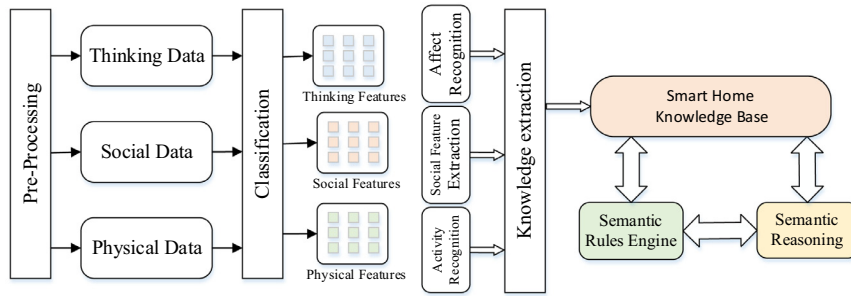 Pre-Processing
Thinking Data
Social Data
Physical Data
Classification
Thinking Features
Social Features
Physical Features
Affect
Recognition
Social Feature
Extraction
Activity
Recognition
Knowledge extraction
Smart Home
Knowledge Base
Semantic
Rules Engine
Semantic
Reasoning